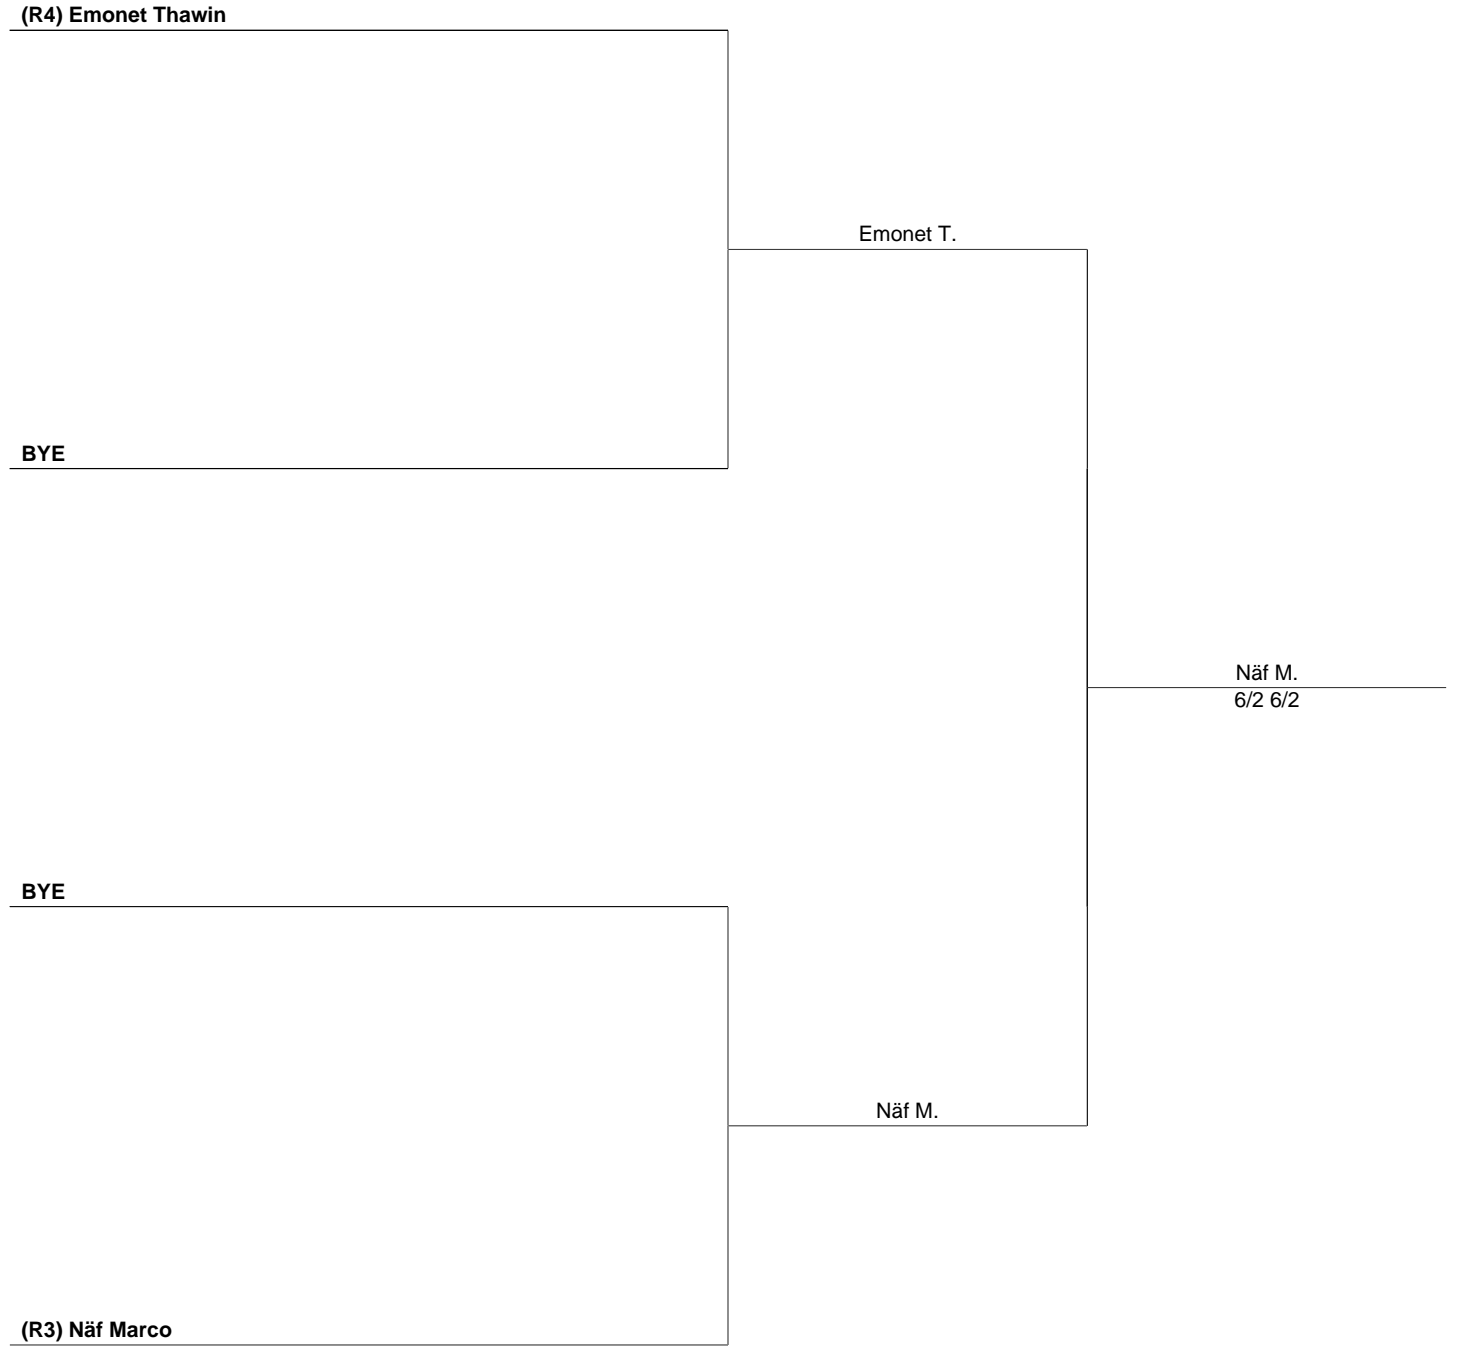 (R4) Emonet Thawin
Emonet T.
BYE
Näf M.
6/2 6/2
BYE
Näf M.
(R3) Näf Marco